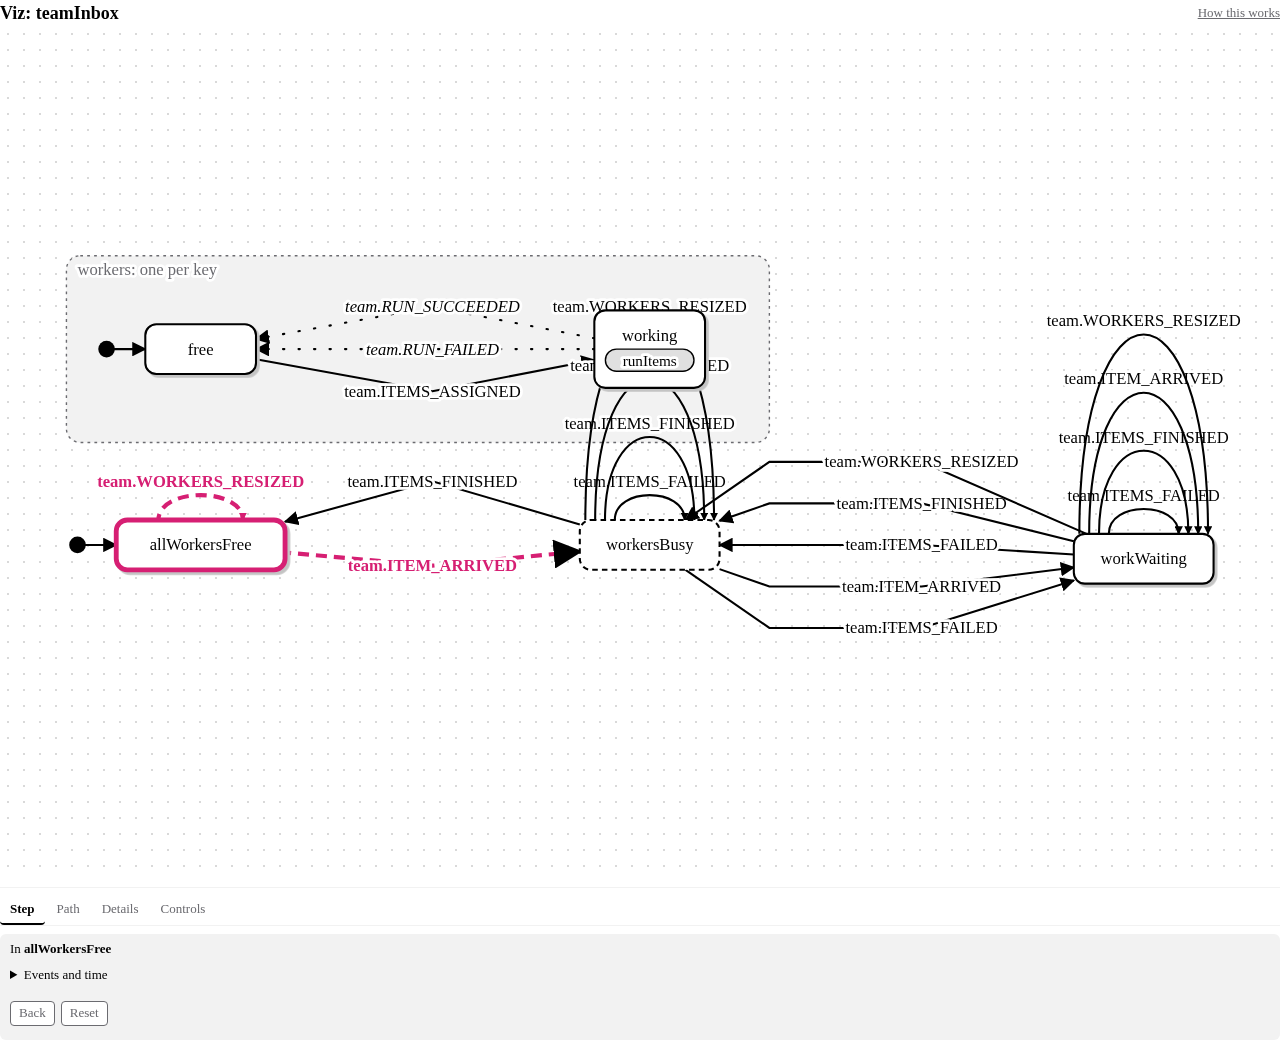 Viz: teamInbox
How this works
workers: one per key
team.RUN_SUCCEEDED
team.WORKERS_RESIZED
working
free
team.RUN_FAILED
runItems
team.ITEMS_ASSIGNED
team.ITEMS_FINISHED
team.ITEMS_FAILED
team.WORKERS_RESIZED
team.ITEM_ARRIVED
team.ITEMS_FINISHED
team.ITEMS_FAILED
team.WORKERS_RESIZED
team.ITEMS_FINISHED
team.WORKERS_RESIZED
team.ITEMS_FINISHED
allWorkersFree
workersBusy
team.ITEMS_FAILED
workWaiting
team.ITEM_ARRIVED
team.ITEM_ARRIVED
team.ITEMS_FAILED
Step
Path
Details
Controls
In allWorkersFree
Events and time
Back
Reset